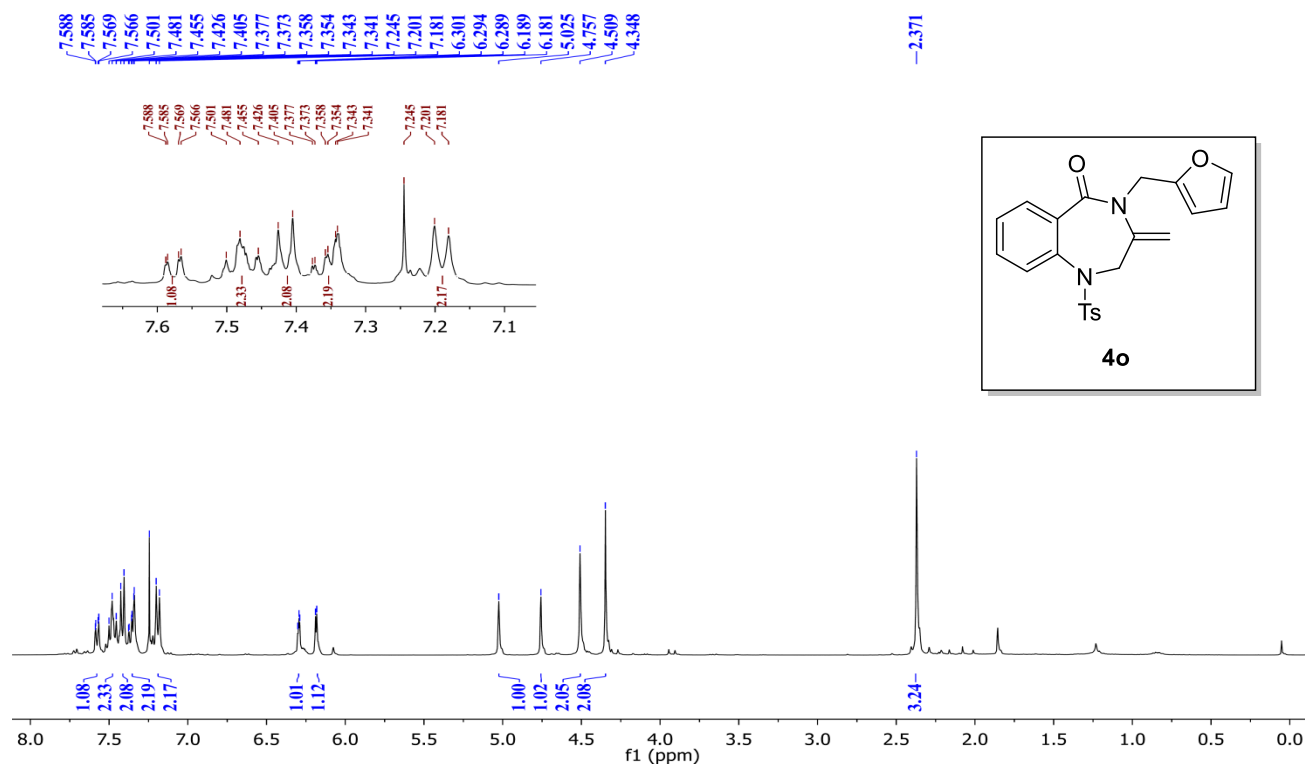 7.588 7.585 7.569 7.566 7.501 7.481 7.455 7.426 7.405 7.377 7.373 7.358 7.354 7.343 7.341 7.245 7.201 7.181 6.301 6.294 6.289 6.189 6.181 5.025 4.757 4.509 4.348 2.371
7.588 7.585 7.569 7.566 7.501 7.481 7.455 7.426 7.405 7.377 7.373 7.358 7.354 7.343 7.341 7.245 7.201 7.181
1.08 2.33 2.08 2.19 2.17
7.6 7.5 7.4 7.3 7.2 7.1
O
O
N
N
Ts
4o
1.08 2.33 2.08 2.19 2.17 1.01 1.12 1.00 1.02 2.05 2.08 3.24
8.0 7.5 7.0 6.5 6.0 5.5 5.0 4.5 4.0 3.5 3.0 2.5 2.0 1.5 1.0 0.5 0.0
f1 (ppm)